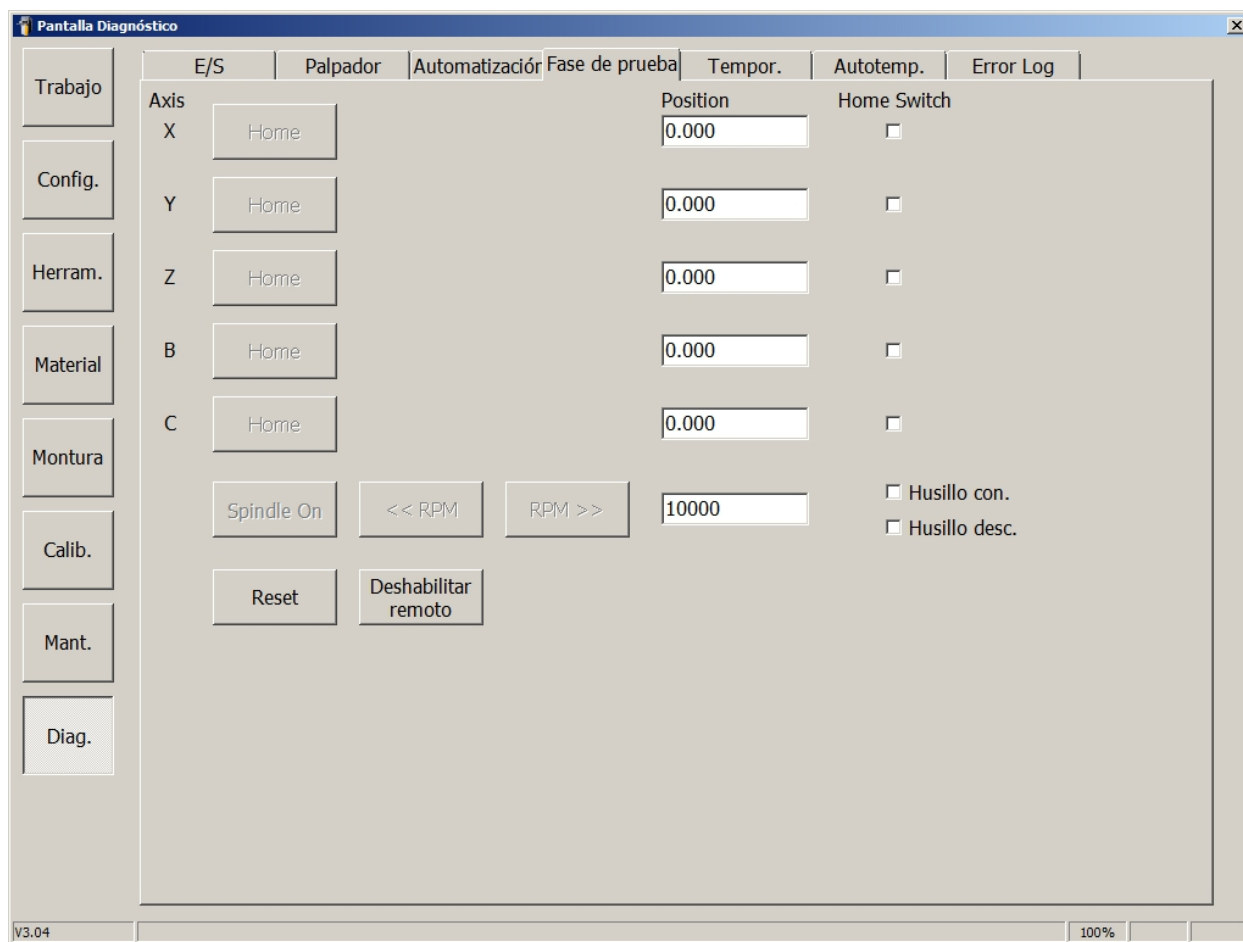 Pantalla Diagnóstico
E/S Palpador Automatización Fase de prueba Tempor. Autotemp. Error Log
Trabajo
Config.
Herram.
Material
Montura
Calib.
Mant.
Diag.
Axis Position Home Switch
X Home 0.000
Y Home 0.000
Z Home 0.000
B Home 0.000
C Home 0.000
Spindle On << RPM RPM >> 10000
Husillo con.
Husillo desc.
Reset
Deshabilitar
remoto
V3.04 100%